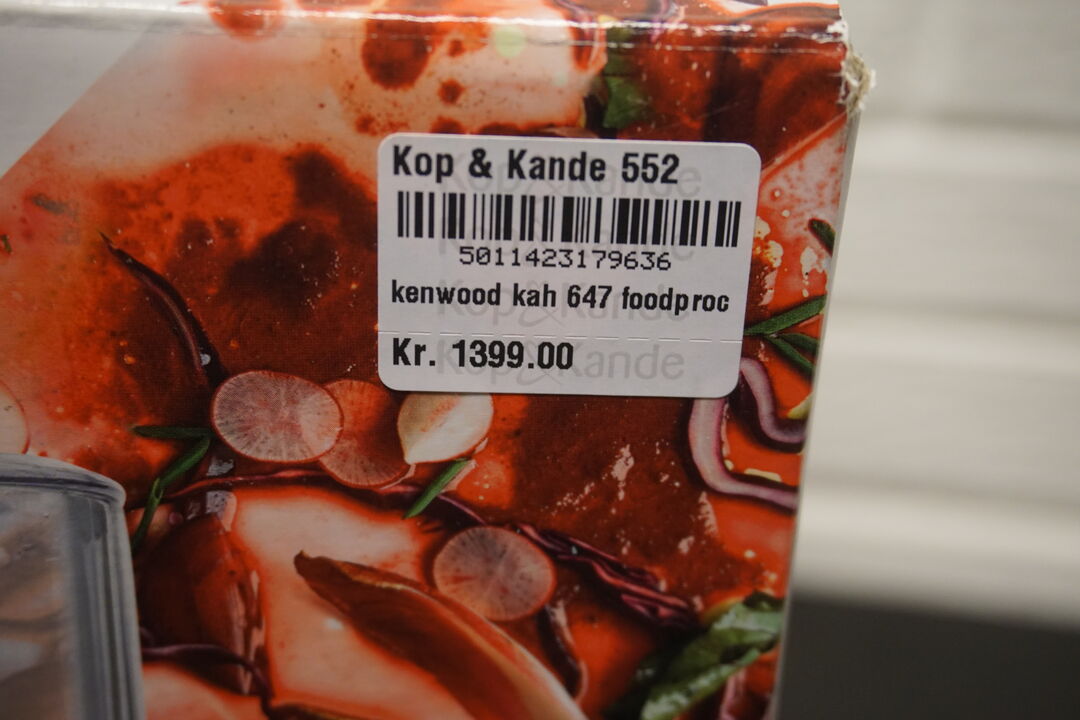 Kop & Kande 552
5011423179636
kenwood kah 647 foodproc
Kr. 1399.00